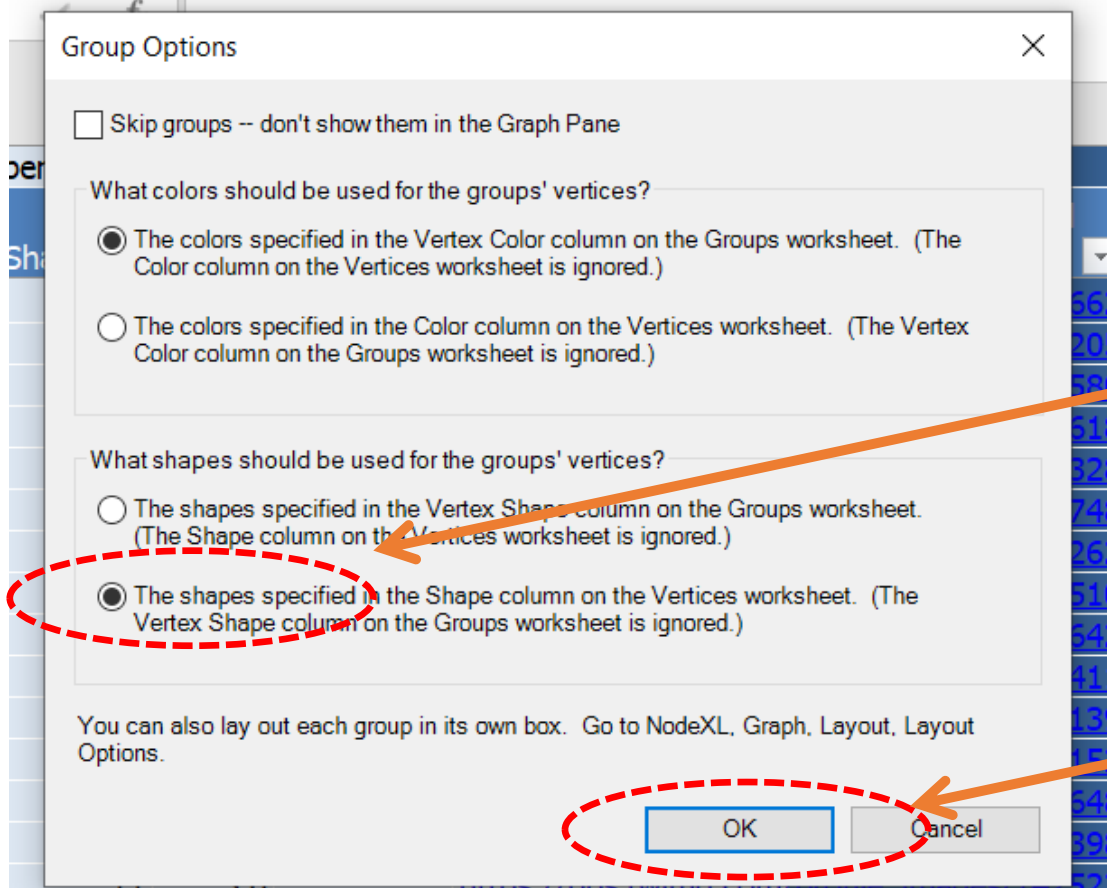 Group Options
Skip groups -- don't show them in the Graph Pane
What colors should be used for the groups' vertices?
The colors specified in the Vertex Color column on the Groups worksheet.  (The
Color column on the Vertices worksheet is ignored.)
The colors specified in the Color column on the Vertices worksheet.  (The Vertex
Color column on the Groups worksheet is ignored.)
What shapes should be used for the groups' vertices?
The shapes specified in the Vertex Shape column on the Groups worksheet.
(The Shape column on the Vertices worksheet is ignored.)
The shapes specified in the Shape column on the Vertices worksheet.  (The
Vertex Shape column on the Groups worksheet is ignored.)
You can also lay out each group in its own box.  Go to NodeXL, Graph, Layout, Layout
Options.
OK
Cancel